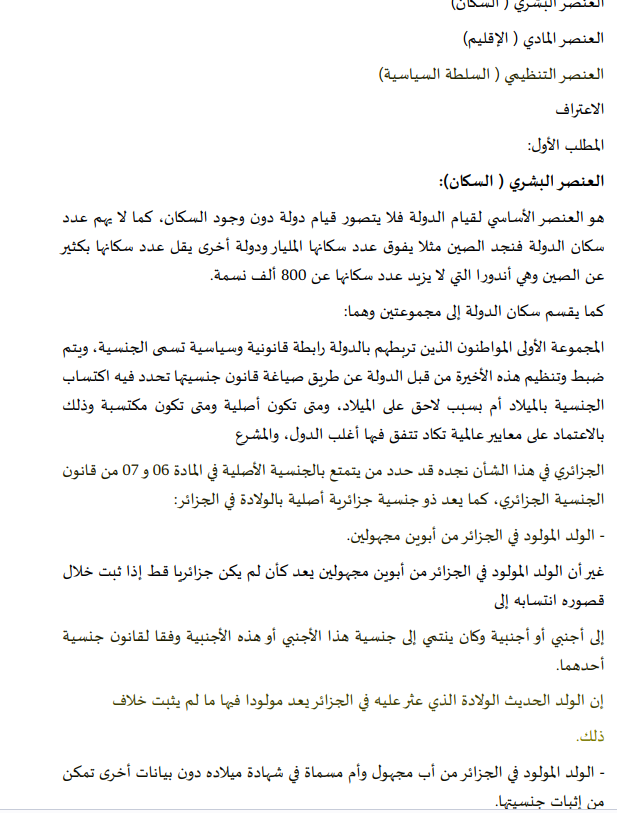 العنصر البشري ( السكان)
العنصر المادي ( الإقليم)
العنصر التنظيمي ( السلطة السياسية)
الاعتراف
المطلب الأول:
العنصر البشري ( السكان):
هو العنصر الأساسي لقيام الدولة فلا يتصور قيام دولة دون وجود السكان، كما لا يهم عدد
سكان الدولة فنجد الصين مثلا يفوق عدد سكانها المليار ودولة أخرى يقل عدد سكانها بكثير
عن الصين وهي أندورا التي لا يزيد عدد سكانها عن 800 ألف نسمة.
كما يقسم سكان الدولة إلى مجموعتين وهما:
المجموعة الأولى المواطنون الذين تربطهم بالدولة رابطة قانونية وسياسية تسمى الجنسية، ويتم
ضبط وتنظيم هذه الأخيرة من قبل الدولة عن طريق صياغة قانون جنسيتها تحدد فيه اكتساب
الجنسية بالميلاد أم بسبب لاحق على الميلاد، ومتى تكون أصلية ومتى تكون مكتسبة وذلك
بالاعتماد على معايير عالمية تكاد تتفق فيها أغلب الدول، والمشرع
الجزائري في هذا الشأن نجده قد حدد من يتمتع بالجنسية الأصلية في المادة 06 و 07 من قانون
الجنسية الجزائري، كما يعد ذو جنسية جزائرية أصلية بالولادة في الجزائر:
- الولد المولود في الجزائر من أبوين مجهولين.
غير أن الولد المولود في الجزائر من أبوين مجهولين يعد كأن لم يكن جزائريا قط إذا ثبت خلال
قصوره انتسابه إلى
إلى أجنبي أو أجنبية وكان ينتمي إلى جنسية هذا الأجنبي أو هذه الأجنبية وفقا لقانون جنسية
أحدهما.
إن الولد الحديث الولادة الذي عثر عليه في الجزائر يعد مولودا فيها ما لم يثبت خلاف
ذلك.
- الولد المولود في الجزائر من أب مجهول وأم مسماة في شهادة ميلاده دون بيانات أخرى تمكن
من إثبات جنسيتها.